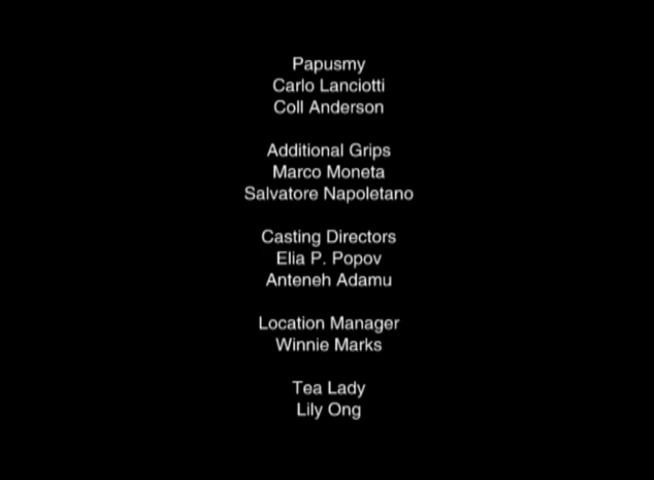 Papusmy
Carlo Lanciotti
Coll Anderson
Additional Grips
Marco Moneta
Salvatore Napoletano
Casting Directors
Elia P. Popov
Anteneh Adamu
Location Manager
Winnie Marks
Tea Lady
Lily Ong